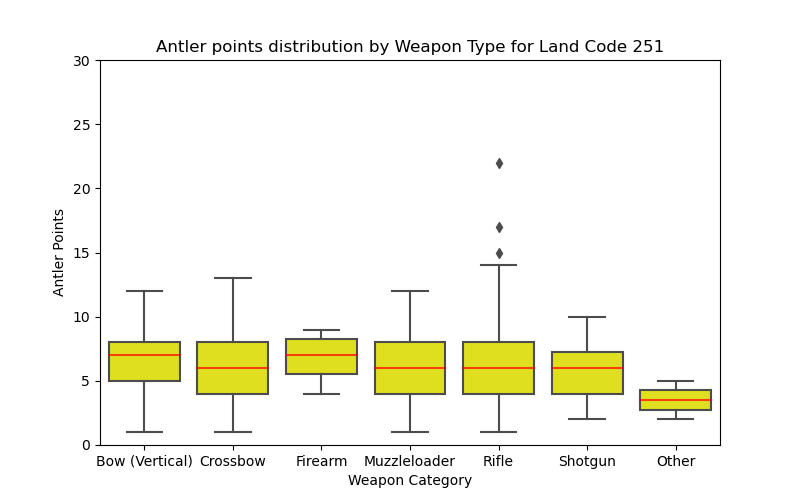 Antler points distribution by Weapon Type for Land Code 251
30
25
20
15
10
5
0
Antler Points
Bow (Vertical) Crossbow Firearm Muzzleloader Rifle Shotgun Other
Weapon Category